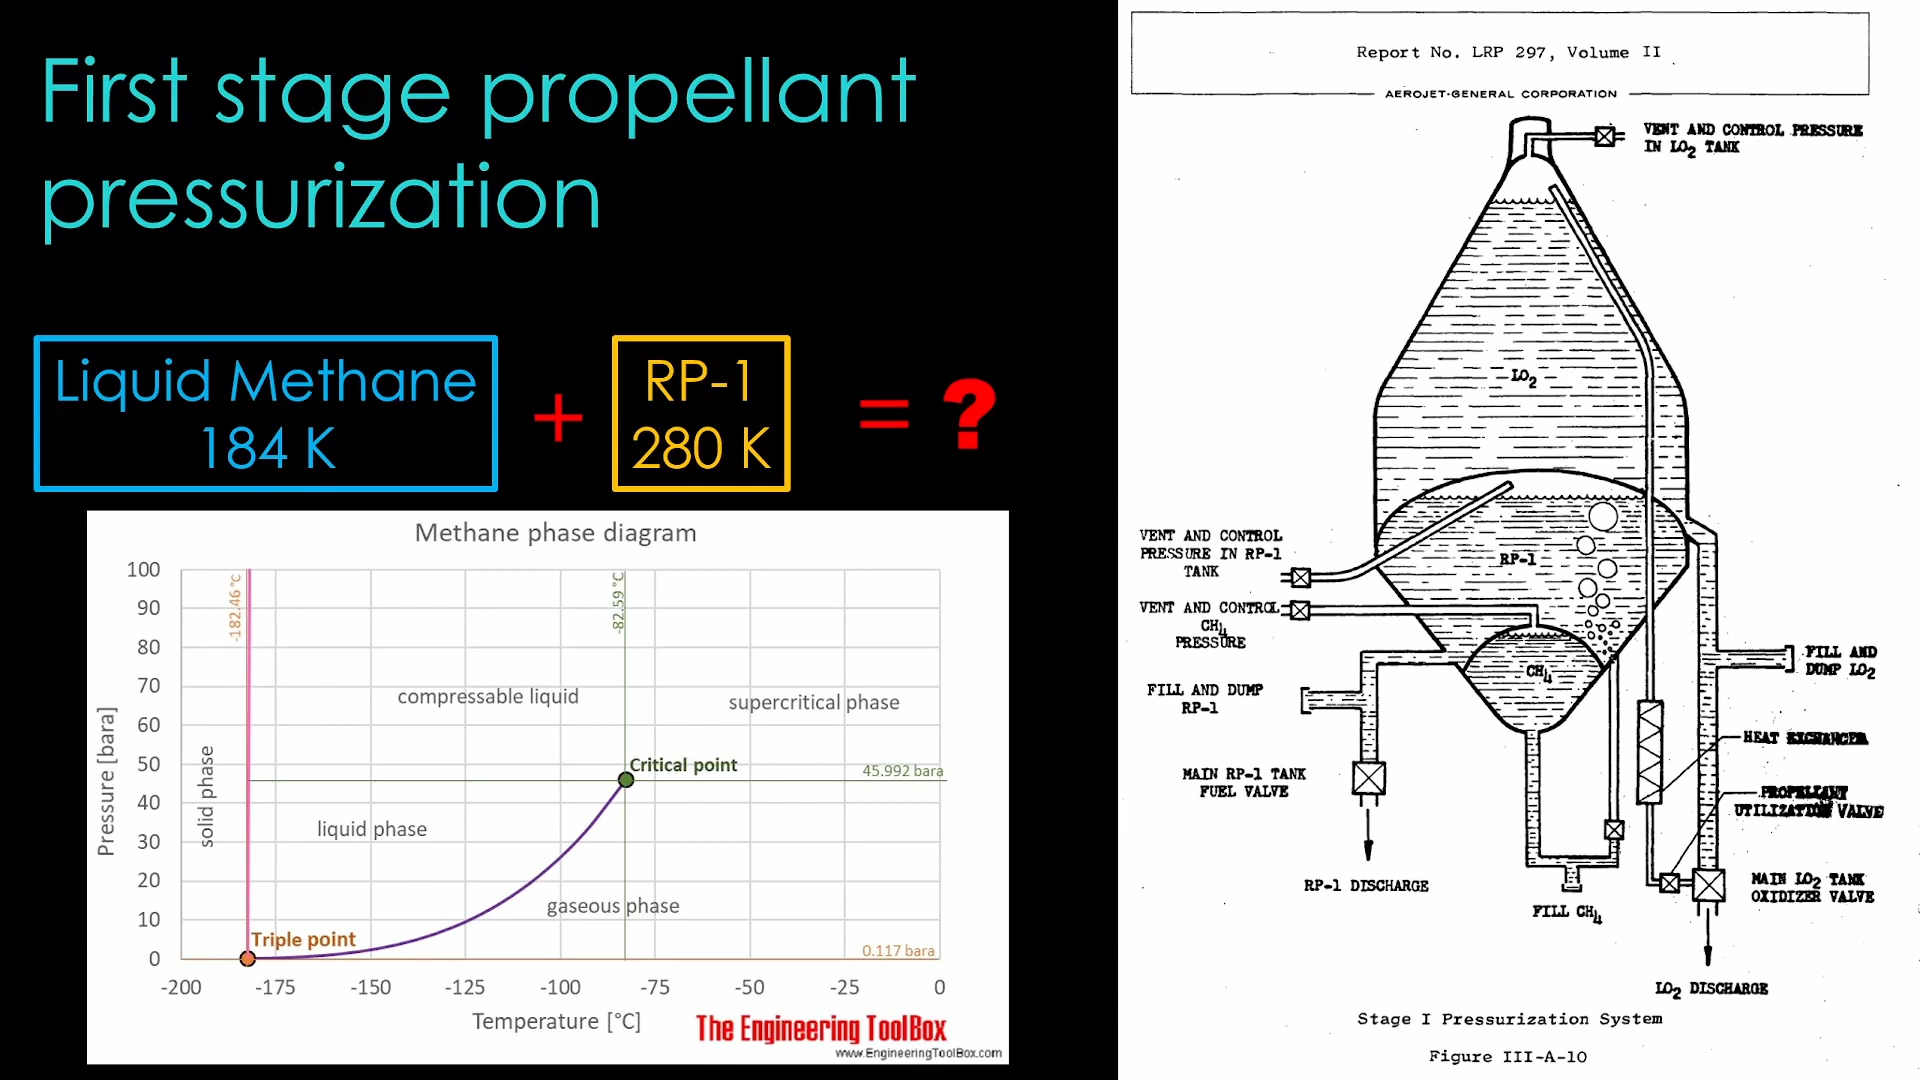 First stage propellant
pressurization
Liquid Methane
184 K
+
RP-1
280 K
= ?
Methane phase diagram
100
90
80
70
60
50
40
30
20
10
0
Pressure [bara]
-182.46 °C
-82.59 °C
solid phase
compressable liquid
supercritical phase
Critical point
45.992 bara
liquid phase
gaseous phase
Triple point
0.117 bara
-200 -175 -150 -125 -100 -75 -50 -25 0
Temperature [°C]
The Engineering ToolBox
www.EngineeringToolBox.com
Report No. LRP 297, Volume II
AEROJET-GENERAL CORPORATION
VENT AND CONTROL PRESSURE
IN LO2 TANK
LO2
VENT AND CONTROL
PRESSURE IN RP-1
TANK
RP-1
VENT AND CONTROL
CH4
PRESSURE
CH4
FILL AND
DUMP LO2
FILL AND DUMP
RP-1
HEAT EXCHANGER
MAIN RP-1 TANK
FUEL VALVE
PROPELLANT
UTILIZATION VALVE
RP-1 DISCHARGE
FILL CH4
MAIN LO2 TANK
OXIDIZER VALVE
LO2 DISCHARGE
Stage I Pressurization System
Figure III-A-10